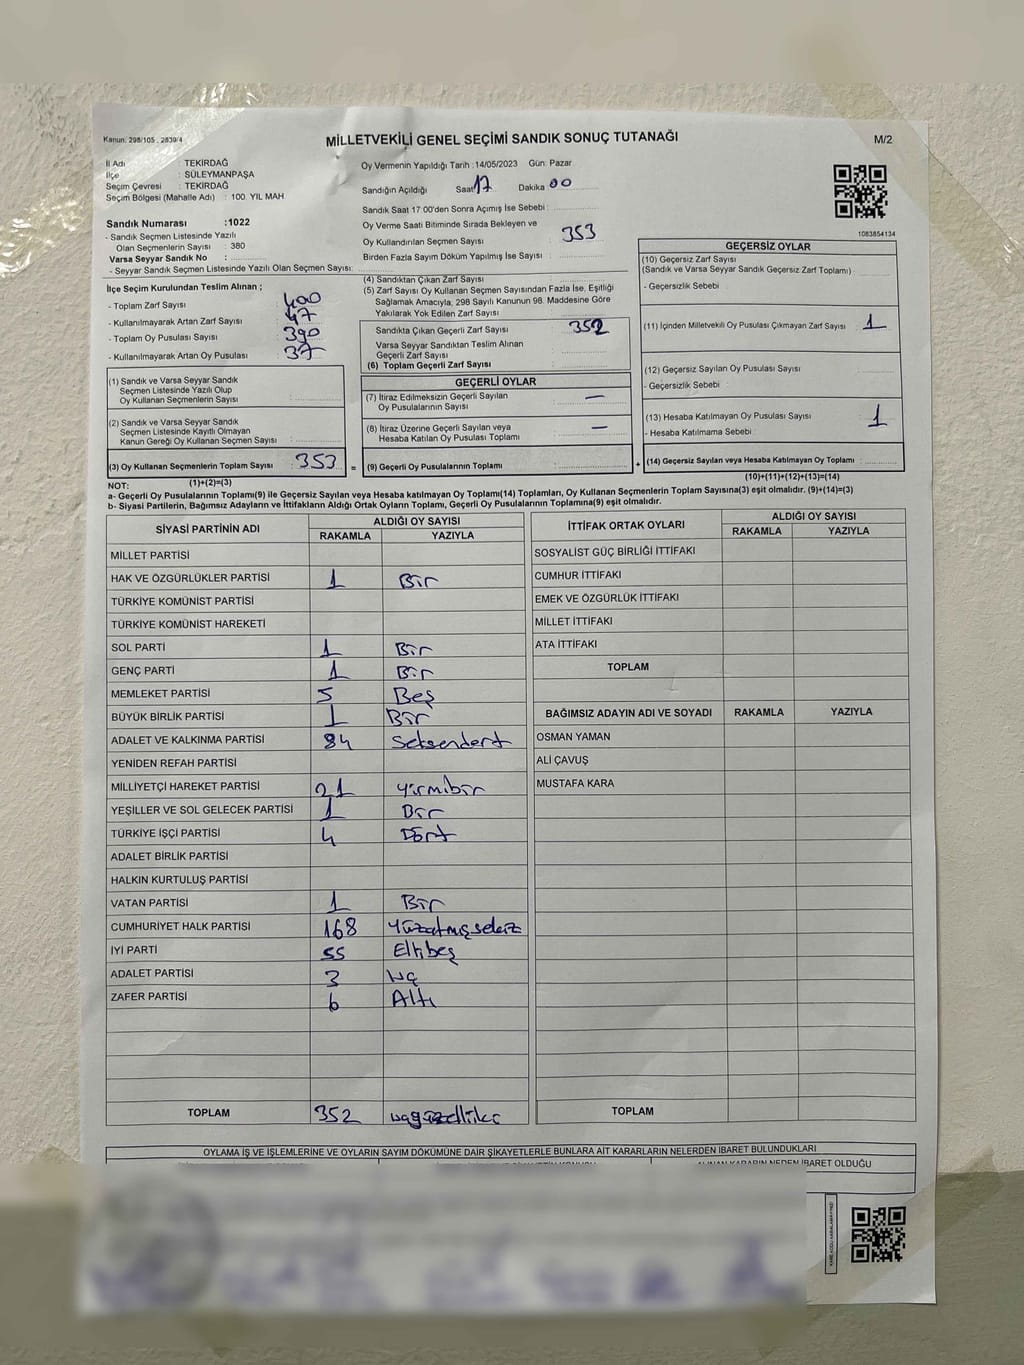 Kanun: 298/105, 2839/4
MİLLETVEKİLİ GENEL SEÇİMİ SANDIK SONUÇ TUTANAĞI
M/2
İl Adı : TEKİRDAĞ
İlçe : SÜLEYMANPAŞA
Seçim Çevresi : TEKİRDAĞ
Seçim Bölgesi (Mahalle Adı) : 100. YIL MAH
Oy Vermenin Yapıldığı Tarih : 14/05/2023 Gün: Pazar
Sandığın Açıldığı Saat 17 Dakika 00
Sandık Saat 17:00'den Sonra Açımış İse Sebebi :
Oy Verme Saati Bitiminde Sırada Bekleyen ve
Oy Kullandırılan Seçmen Sayısı 353
Birden Fazla Sayım Döküm Yapılmış İse Sayısı :
1083854134
Sandık Numarası : 1022
- Sandık Seçmen Listesinde Yazılı
Olan Seçmenlerin Sayısı : 380
Varsa Seyyar Sandık No :
- Seyyar Sandık Seçmen Listesinde Yazılı Olan Seçmen Sayısı:
İlçe Seçim Kurulundan Teslim Alınan ;
- Toplam Zarf Sayısı : 400
- Kullanılmayarak Artan Zarf Sayısı : 47
- Toplam Oy Pusulası Sayısı : 390
- Kullanılmayarak Artan Oy Pusulası : 37
(1) Sandık ve Varsa Seyyar Sandık
Seçmen Listesinde Yazılı Olup
Oy Kullanan Seçmenlerin Sayısı :
(2) Sandık ve Varsa Seyyar Sandık
Seçmen Listesinde Kayıtlı Olmayan
Kanun Gereği Oy Kullanan Seçmen Sayısı :
(3) Oy Kullanan Seçmenlerin Toplam Sayısı : 353
(4) Sandıktan Çıkan Zarf Sayısı
(5) Zarf Sayısı Oy Kullanan Seçmen Sayısından Fazla İse, Eşitliği
Sağlamak Amacıyla, 298 Sayılı Kanunun 98. Maddesine Göre
Yakılarak Yok Edilen Zarf Sayısı :
Sandıkta Çıkan Geçerli Zarf Sayısı : 352
Varsa Seyyar Sandıktan Teslim Alınan
Geçerli Zarf Sayısı
(6) Toplam Geçerli Zarf Sayısı
GEÇERLİ OYLAR
(7) İtiraz Edilmeksizin Geçerli Sayılan
Oy Pusulalarının Sayısı : —
(8) İtiraz Üzerine Geçerli Sayılan veya
Hesaba Katılan Oy Pusulası Toplamı : —
= (9) Geçerli Oy Pusulalarının Toplamı
GEÇERSİZ OYLAR
(10) Geçersiz Zarf Sayısı
(Sandık ve Varsa Seyyar Sandık Geçersiz Zarf Toplamı) :
- Geçersizlik Sebebi
(11) İçinden Milletvekili Oy Pusulası Çıkmayan Zarf Sayısı : 1
(12) Geçersiz Sayılan Oy Pusulası Sayısı
- Geçersizlik Sebebi
(13) Hesaba Katılmayan Oy Pusulası Sayısı : 1
- Hesaba Katılmama Sebebi
+ (14) Geçersiz Sayılan veya Hesaba Katılmayan Oy Pusulası Toplamı :
NOT: (1)+(2)=(3)
(10)+(11)+(12)+(13)=(14)
a- Geçerli Oy Pusulalarının Toplamı(9) ile Geçersiz Sayılan veya Hesaba katılmayan Oy Toplamı(14) Toplamları, Oy Kullanan Seçmenlerin Toplam Sayısına(3) eşit olmalıdır. (9)+(14)=(3)
b- Siyasi Partilerin, Bağımsız Adayların ve İttifakların Aldığı Ortak Oyların Toplamı, Geçerli Oy Pusulalarının Toplamına(9) eşit olmalıdır.
SİYASİ PARTİNİN ADI ALDIĞI OY SAYISI
RAKAMLA YAZIYLA
MİLLET PARTİSİ
HAK VE ÖZGÜRLÜKLER PARTİSİ 1 Bir
TÜRKİYE KOMÜNİST PARTİSİ
TÜRKİYE KOMÜNİST HAREKETİ
SOL PARTİ 1 Bir
GENÇ PARTİ 1 Bir
MEMLEKET PARTİSİ 5 Beş
BÜYÜK BİRLİK PARTİSİ 1 Bir
ADALET VE KALKINMA PARTİSİ 84 Seksendört
YENİDEN REFAH PARTİSİ
MİLLİYETÇİ HAREKET PARTİSİ 21 Yirmibir
YEŞİLLER VE SOL GELECEK PARTİSİ 1 Bir
TÜRKİYE İŞÇİ PARTİSİ 4 Dört
ADALET BİRLİK PARTİSİ
HALKIN KURTULUŞ PARTİSİ
VATAN PARTİSİ 1 Bir
CUMHURİYET HALK PARTİSİ 168 Yüzatmışsekiz
İYİ PARTİ 55 Ellibeş
ADALET PARTİSİ 3 Üç
ZAFER PARTİSİ 6 Altı
TOPLAM 352 üçyüzelliiki
İTTİFAK ORTAK OYLARI ALDIĞI OY SAYISI
RAKAMLA YAZIYLA
SOSYALİST GÜÇ BİRLİĞİ İTTİFAKI
CUMHUR İTTİFAKI
EMEK VE ÖZGÜRLÜK İTTİFAKI
MİLLET İTTİFAKI
ATA İTTİFAKI
TOPLAM
BAĞIMSIZ ADAYIN ADI VE SOYADI RAKAMLA YAZIYLA
OSMAN YAMAN
ALİ ÇAVUŞ
MUSTAFA KARA
TOPLAM
OYLAMA İŞ VE İŞLEMLERİNE VE OYLARIN SAYIM DÖKÜMÜNE DAİR ŞİKAYETLERLE BUNLARA AİT KARARLARIN NELERDEN İBARET BULUNDUKLARI
ALINAN KARARIN NEDEN İBARET OLDUĞU